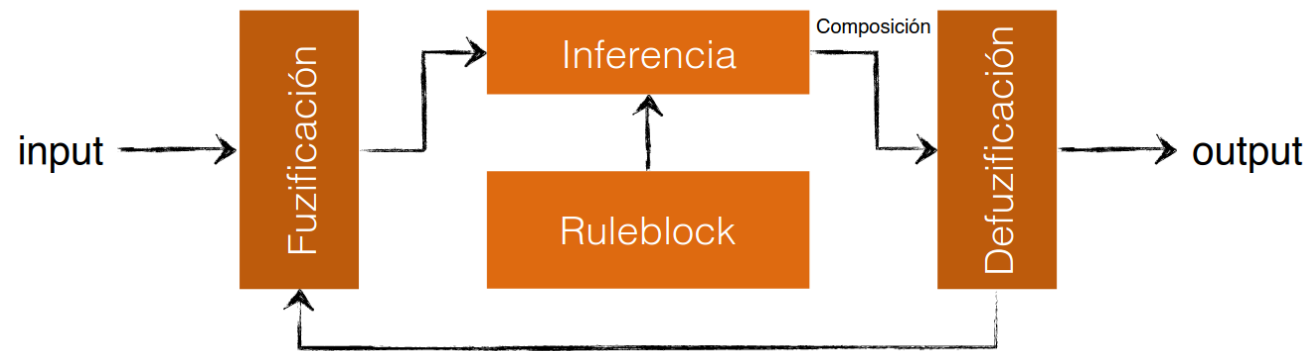 input
Fuzificación
Inferencia
Ruleblock
Composición
Defuzificación
output